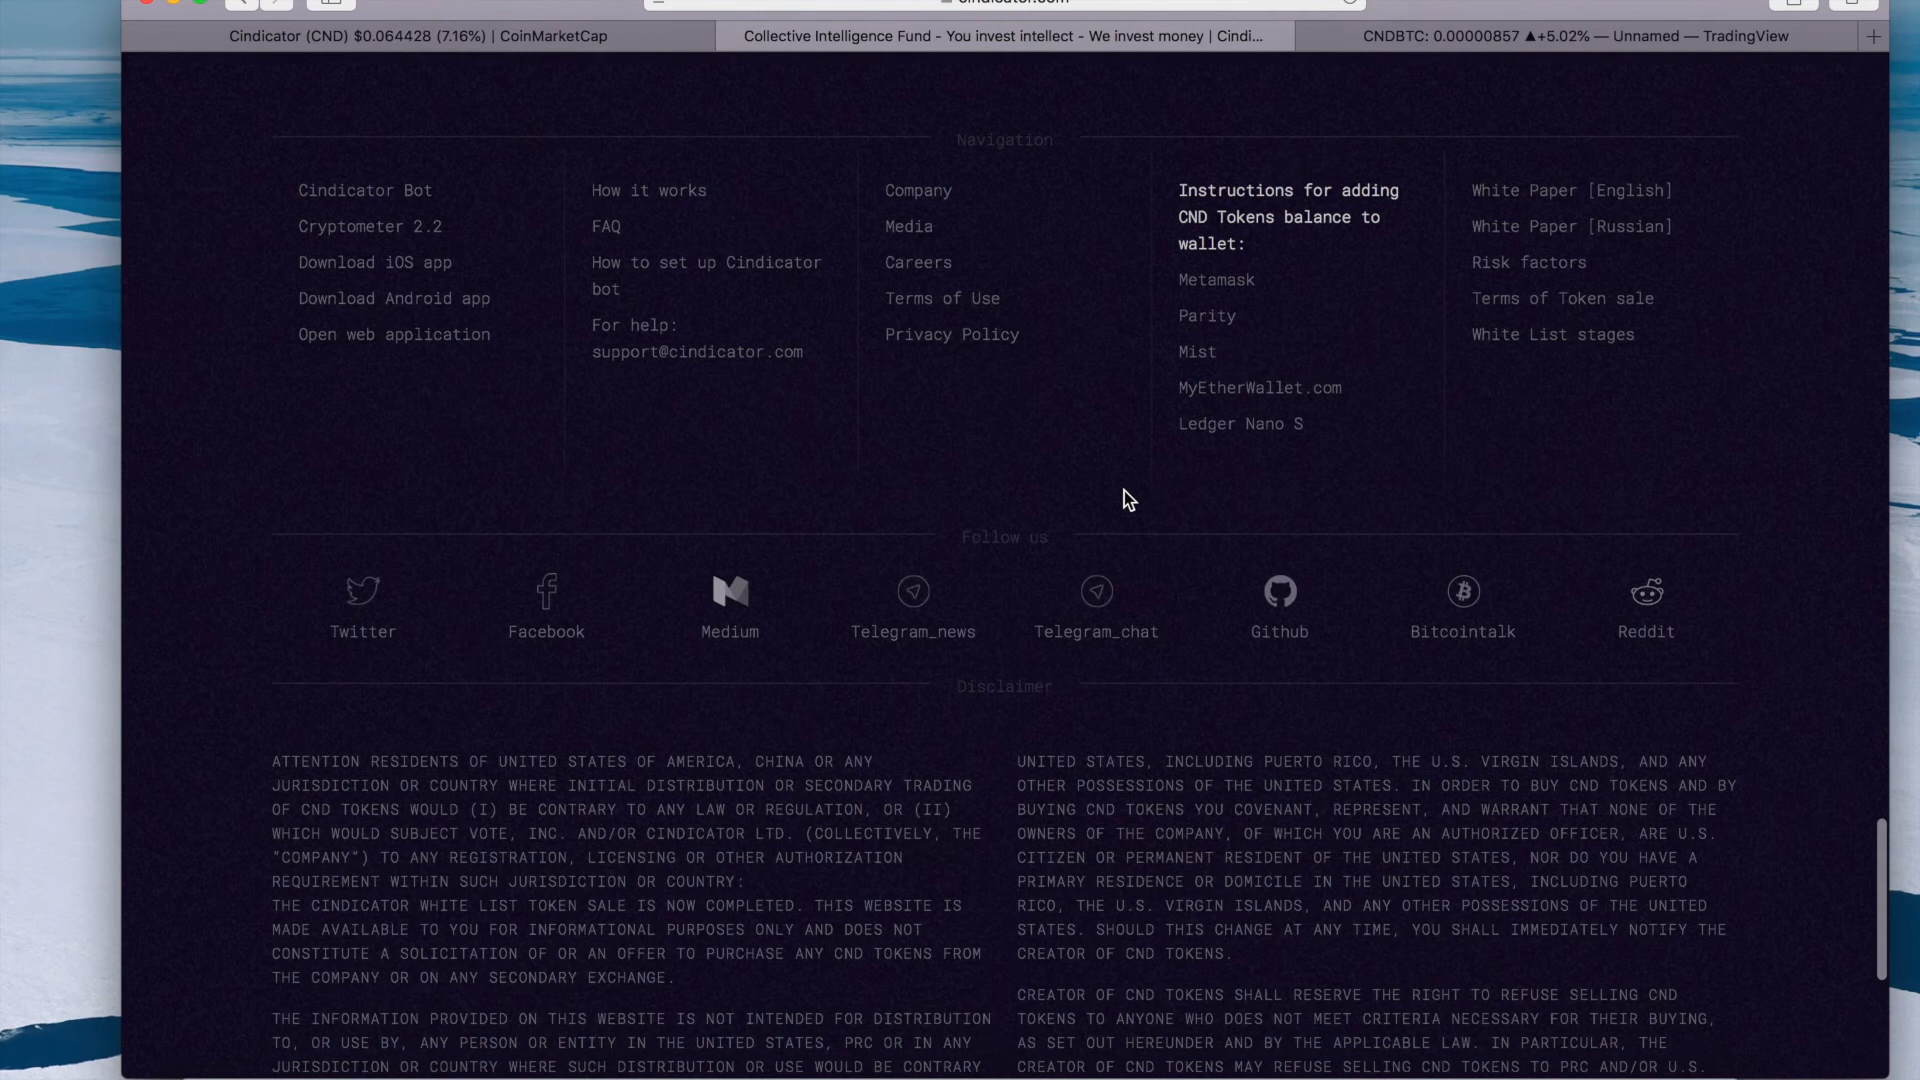 cindicator.com
Cindicator (CND) $0.064428 (7.16%) | CoinMarketCap
Collective Intelligence Fund - You invest intellect - We invest money | Cindi...
CNDBTC: 0.00000857 ▲+5.02% — Unnamed — TradingView
Navigation
Cindicator Bot
Cryptometer 2.2
Download iOS app
Download Android app
Open web application
How it works
FAQ
How to set up Cindicator
bot
For help:
support@cindicator.com
Company
Media
Careers
Terms of Use
Privacy Policy
Instructions for adding
CND Tokens balance to
wallet:
Metamask
Parity
Mist
MyEtherWallet.com
Ledger Nano S
White Paper [English]
White Paper [Russian]
Risk factors
Terms of Token sale
White List stages
Follow us
Twitter
Facebook
Medium
Telegram_news
Telegram_chat
Github
Bitcointalk
Reddit
Disclaimer
ATTENTION RESIDENTS OF UNITED STATES OF AMERICA, CHINA OR ANY
JURISDICTION OR COUNTRY WHERE INITIAL DISTRIBUTION OR SECONDARY TRADING
OF CND TOKENS WOULD (I) BE CONTRARY TO ANY LAW OR REGULATION, OR (II)
WHICH WOULD SUBJECT VOTE, INC. AND/OR CINDICATOR LTD. (COLLECTIVELY, THE
"COMPANY") TO ANY REGISTRATION, LICENSING OR OTHER AUTHORIZATION
REQUIREMENT WITHIN SUCH JURISDICTION OR COUNTRY:
THE CINDICATOR WHITE LIST TOKEN SALE IS NOW COMPLETED. THIS WEBSITE IS
MADE AVAILABLE TO YOU FOR INFORMATIONAL PURPOSES ONLY AND DOES NOT
CONSTITUTE A SOLICITATION OF OR AN OFFER TO PURCHASE ANY CND TOKENS FROM
THE COMPANY OR ON ANY SECONDARY EXCHANGE.
THE INFORMATION PROVIDED ON THIS WEBSITE IS NOT INTENDED FOR DISTRIBUTION
TO, OR USE BY, ANY PERSON OR ENTITY IN THE UNITED STATES, PRC OR IN ANY
JURISDICTION OR COUNTRY WHERE SUCH DISTRIBUTION OR USE WOULD BE CONTRARY
UNITED STATES, INCLUDING PUERTO RICO, THE U.S. VIRGIN ISLANDS, AND ANY
OTHER POSSESSIONS OF THE UNITED STATES. IN ORDER TO BUY CND TOKENS AND BY
BUYING CND TOKENS YOU COVENANT, REPRESENT, AND WARRANT THAT NONE OF THE
OWNERS OF THE COMPANY, OF WHICH YOU ARE AN AUTHORIZED OFFICER, ARE U.S.
CITIZEN OR PERMANENT RESIDENT OF THE UNITED STATES, NOR DO YOU HAVE A
PRIMARY RESIDENCE OR DOMICILE IN THE UNITED STATES, INCLUDING PUERTO
RICO, THE U.S. VIRGIN ISLANDS, AND ANY OTHER POSSESSIONS OF THE UNITED
STATES. SHOULD THIS CHANGE AT ANY TIME, YOU SHALL IMMEDIATELY NOTIFY THE
CREATOR OF CND TOKENS.
CREATOR OF CND TOKENS SHALL RESERVE THE RIGHT TO REFUSE SELLING CND
TOKENS TO ANYONE WHO DOES NOT MEET CRITERIA NECESSARY FOR THEIR BUYING,
AS SET OUT HEREUNDER AND BY THE APPLICABLE LAW. IN PARTICULAR, THE
CREATOR OF CND TOKENS MAY REFUSE SELLING CND TOKENS TO PRC AND/OR U.S.